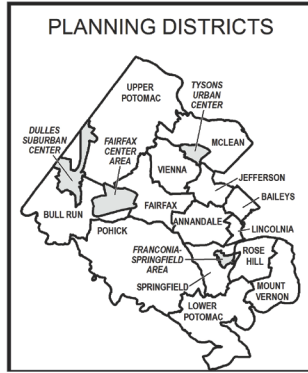 PLANNING DISTRICTS
UPPER
POTOMAC
TYSONS
URBAN
CENTER
DULLES
SUBURBAN
CENTER
FAIRFAX
CENTER
AREA
MCLEAN
VIENNA
JEFFERSON
BAILEYS
BULL RUN
FAIRFAX
ANNANDALE
LINCOLNIA
POHICK
FRANCONIA-
SPRINGFIELD
AREA
ROSE
HILL
SPRINGFIELD
MOUNT
VERNON
LOWER
POTOMAC